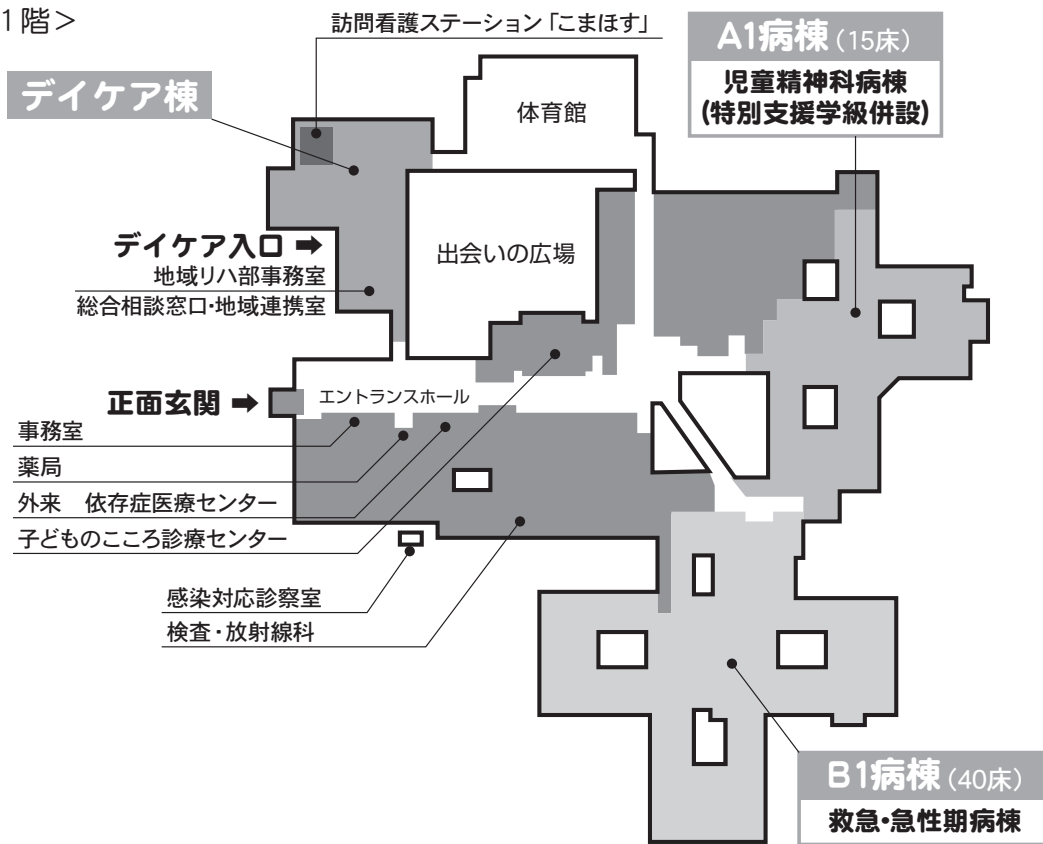 1階>
訪問看護ステーション「こまほす」
A1病棟（15床）
児童精神科病棟
(特別支援学級併設)
デイケア棟
体育館
出会いの広場
デイケア入口 ➡
地域リハ部事務室
総合相談窓口・地域連携室
正面玄関 ➡
エントランスホール
事務室
薬局
外来　依存症医療センター
子どものこころ診療センター
感染対応診察室
検査・放射線科
B1病棟（40床）
救急・急性期病棟